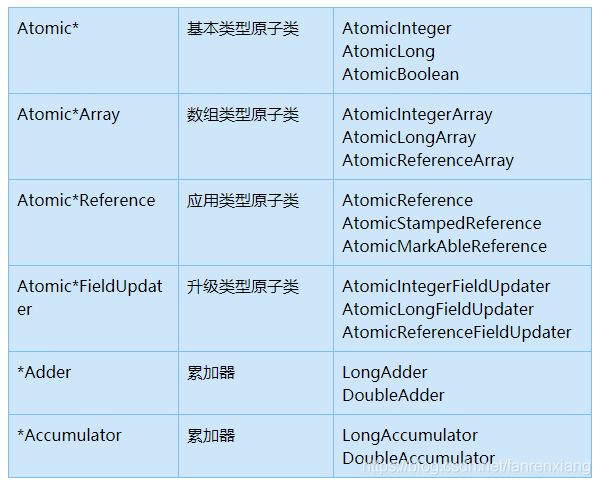 Atomic*
基本类型原子类
AtomicInteger
AtomicLong
AtomicBoolean
Atomic*Array
数组类型原子类
AtomicIntegerArray
AtomicLongArray
AtomicReferenceArray
Atomic*Reference
应用类型原子类
AtomicReference
AtomicStampedReference
AtomicMarkAbleReference
Atomic*FieldUpdat
er
升级类型原子类
AtomicIntegerFieldUpdater
AtomicLongFieldUpdater
AtomicReferenceFieldUpdater
*Adder
累加器
LongAdder
DoubleAdder
*Accumulator
累加器
LongAccumulator
DoubleAccumulator
https://blog.csdn.net/fanrenxiang